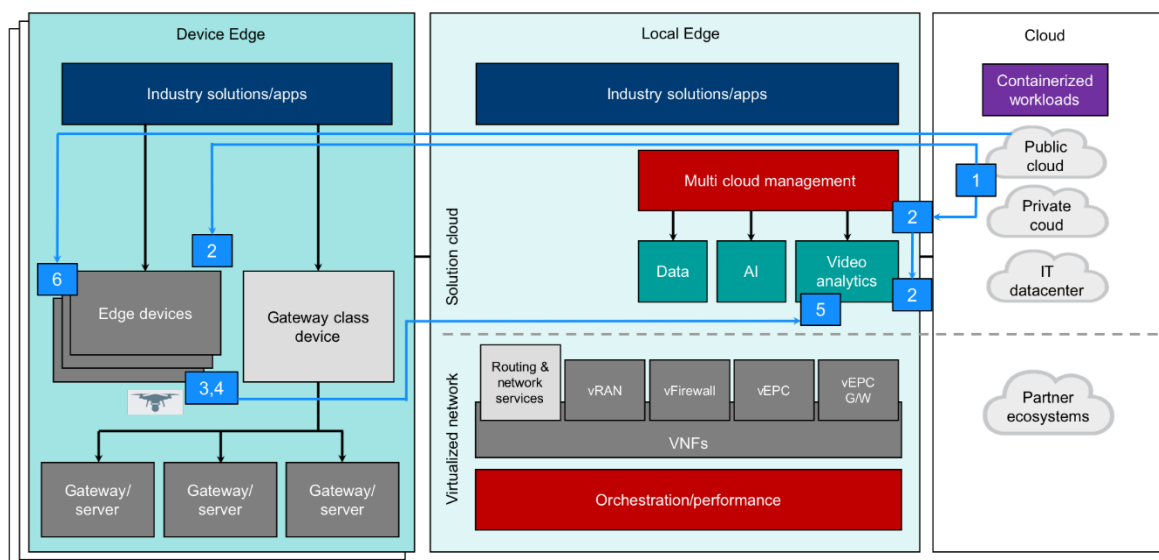 Device Edge
Industry solutions/apps
2
6
Edge devices
Gateway class
device
3,4
Gateway/
server
Gateway/
server
Gateway/
server
Local Edge
Industry solutions/apps
Solution cloud
Multi cloud management
2
Data
AI
Video
analytics
2
5
Virtualized network
Routing &
network
services
vRAN
vFirewall
vEPC
vEPC
G/W
VNFs
Orchestration/performance
Cloud
Containerized
workloads
Public
cloud
1
Private
coud
IT
datacenter
Partner
ecosystems